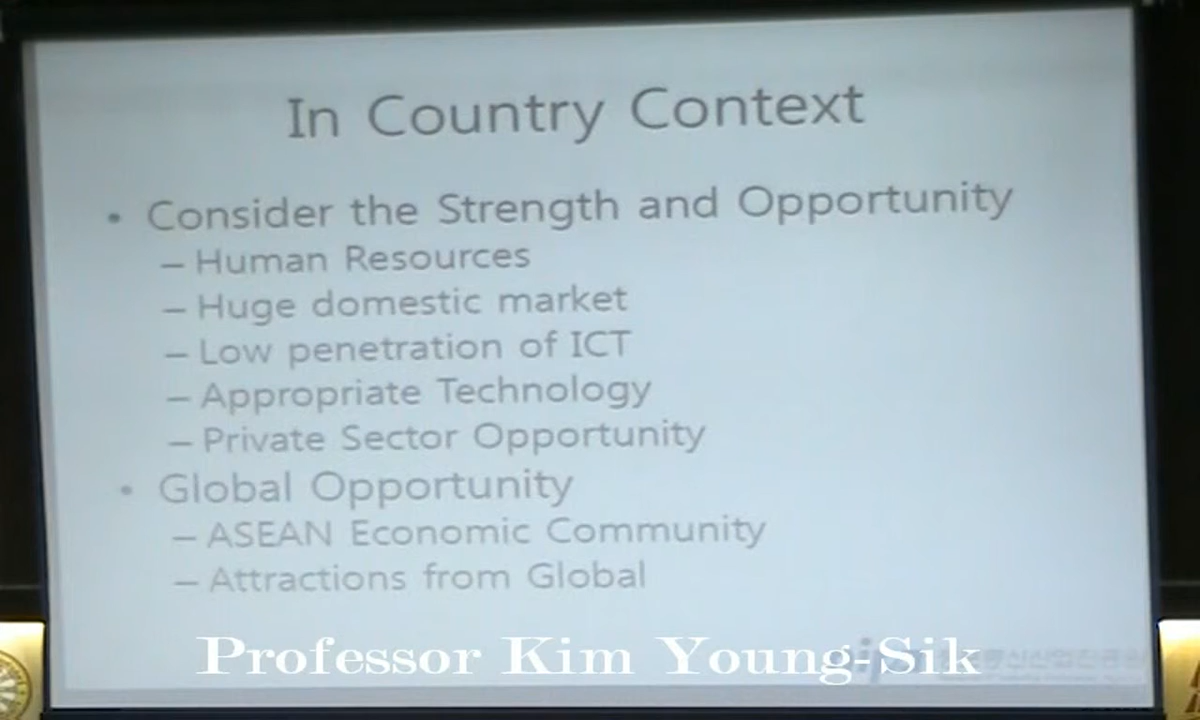 In Country Context
• Consider the Strength and Opportunity
– Human Resources
– Huge domestic market
– Low penetration of ICT
– Appropriate Technology
– Private Sector Opportunity
• Global Opportunity
– ASEAN Economic Community
– Attractions from Global
Professor Kim Young-Sik